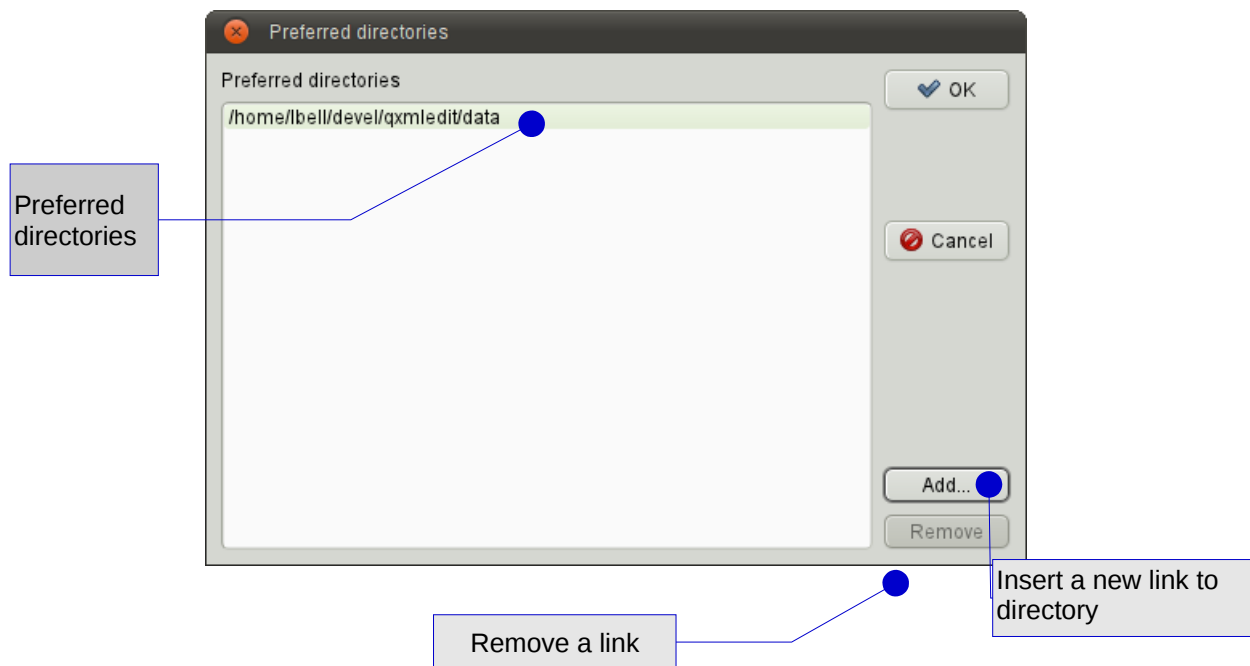 Preferred directories
Preferred directories
OK
/home/lbell/devel/qxmledit/data
Preferred
directories
Cancel
Add...
Remove
Insert a new link to
directory
Remove a link